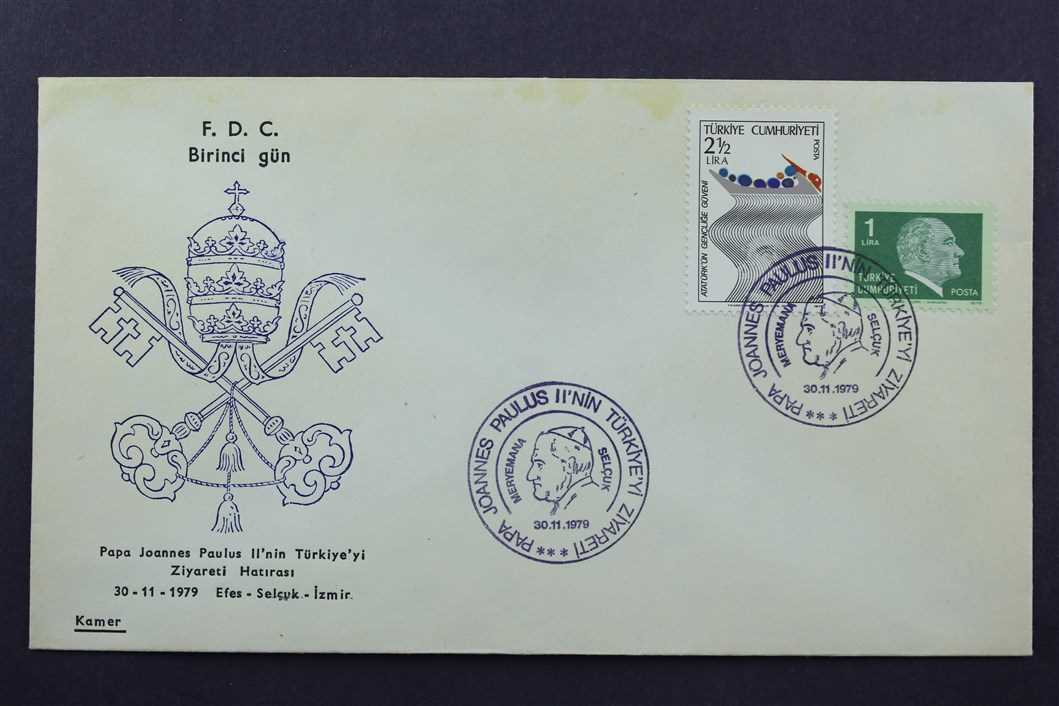 F. D. C.
Birinci gün
Papa Joannes Paulus II'nin Türkiye'yi
Ziyareti Hatırası
30-11-1979 Efes-Selçuk-İzmir.
Kamer
TÜRKİYE CUMHURİYETİ
2½
LİRA
POSTA
ATATÜRK'ÜN GENÇLİĞE GÜVENİ
1
LİRA
TÜRKİYE
CUMHURİYETİ
POSTA
PAPA JOANNES PAULUS II'NİN TÜRKİYE'Yİ ZİYARETİ ***
MERYEMANA
SELÇUK
30.11.1979
PAPA JOANNES PAULUS II'NİN TÜRKİYE'Yİ ZİYARETİ ***
MERYEMANA
SELÇUK
30.11.1979